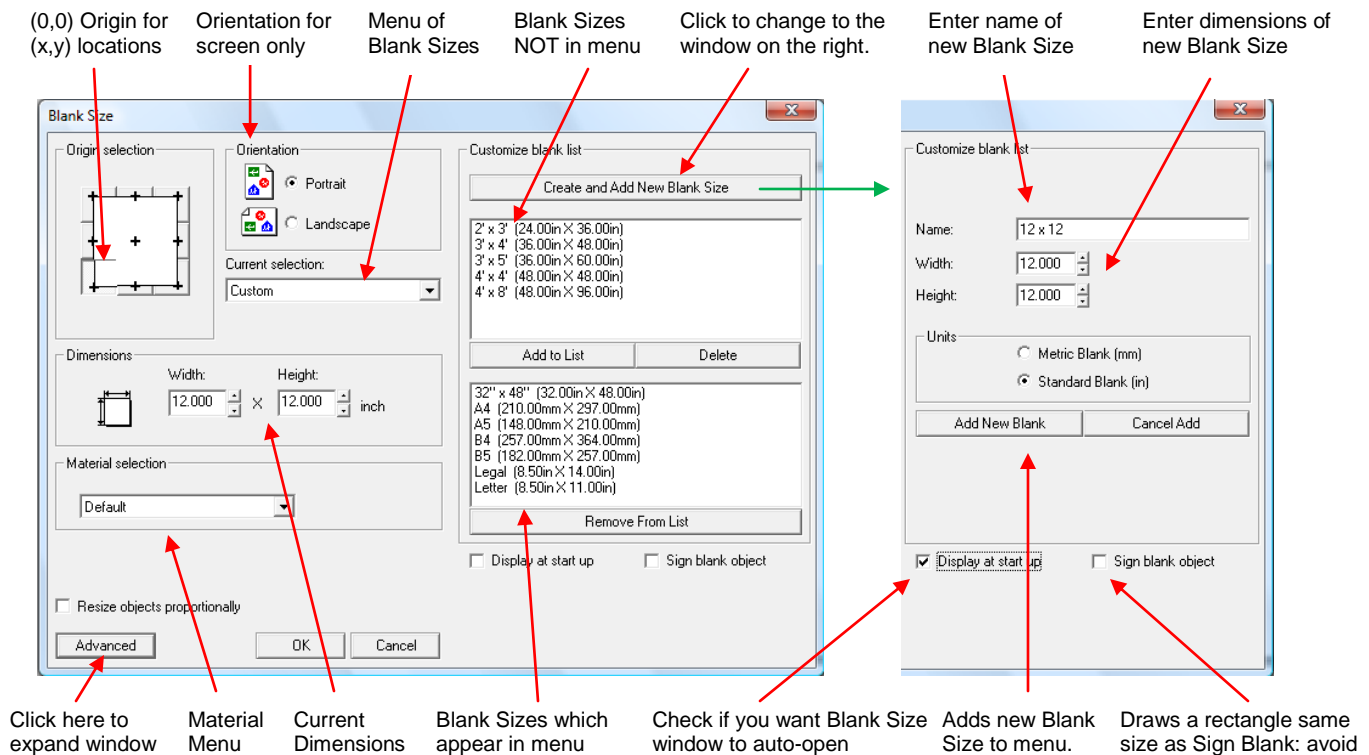 (0,0) Origin for
(x,y) locations
Orientation for
screen only
Menu of
Blank Sizes
Blank Sizes
NOT in menu
Click to change to the
window on the right.
Enter name of
new Blank Size
Enter dimensions of
new Blank Size
Blank Size
Origin selection
Orientation
Portrait
Landscape
Current selection:
Custom
Dimensions
Width:
Height:
12.000 X 12.000 inch
Material selection
Default
Resize objects proportionally
Advanced
OK
Cancel
Customize blank list
Create and Add New Blank Size
2' x 3' (24.00in X 36.00in)
3' x 4' (36.00in X 48.00in)
3' x 5' (36.00in X 60.00in)
4' x 4' (48.00in X 48.00in)
4' x 8' (48.00in X 96.00in)
Add to List
Delete
32" x 48" (32.00in X 48.00in)
A4 (210.00mm X 297.00mm)
A5 (148.00mm X 210.00mm)
B4 (257.00mm X 364.00mm)
B5 (182.00mm X 257.00mm)
Legal (8.50in X 14.00in)
Letter (8.50in X 11.00in)
Remove From List
Display at start up
Sign blank object
Customize blank list
Name: 12 x 12
Width: 12.000
Height: 12.000
Units
Metric Blank (mm)
Standard Blank (in)
Add New Blank
Cancel Add
Display at start up
Sign blank object
Click here to
expand window
Material
Menu
Current
Dimensions
Blank Sizes which
appear in menu
Check if you want Blank Size
window to auto-open
Adds new Blank
Size to menu.
Draws a rectangle same
size as Sign Blank: avoid